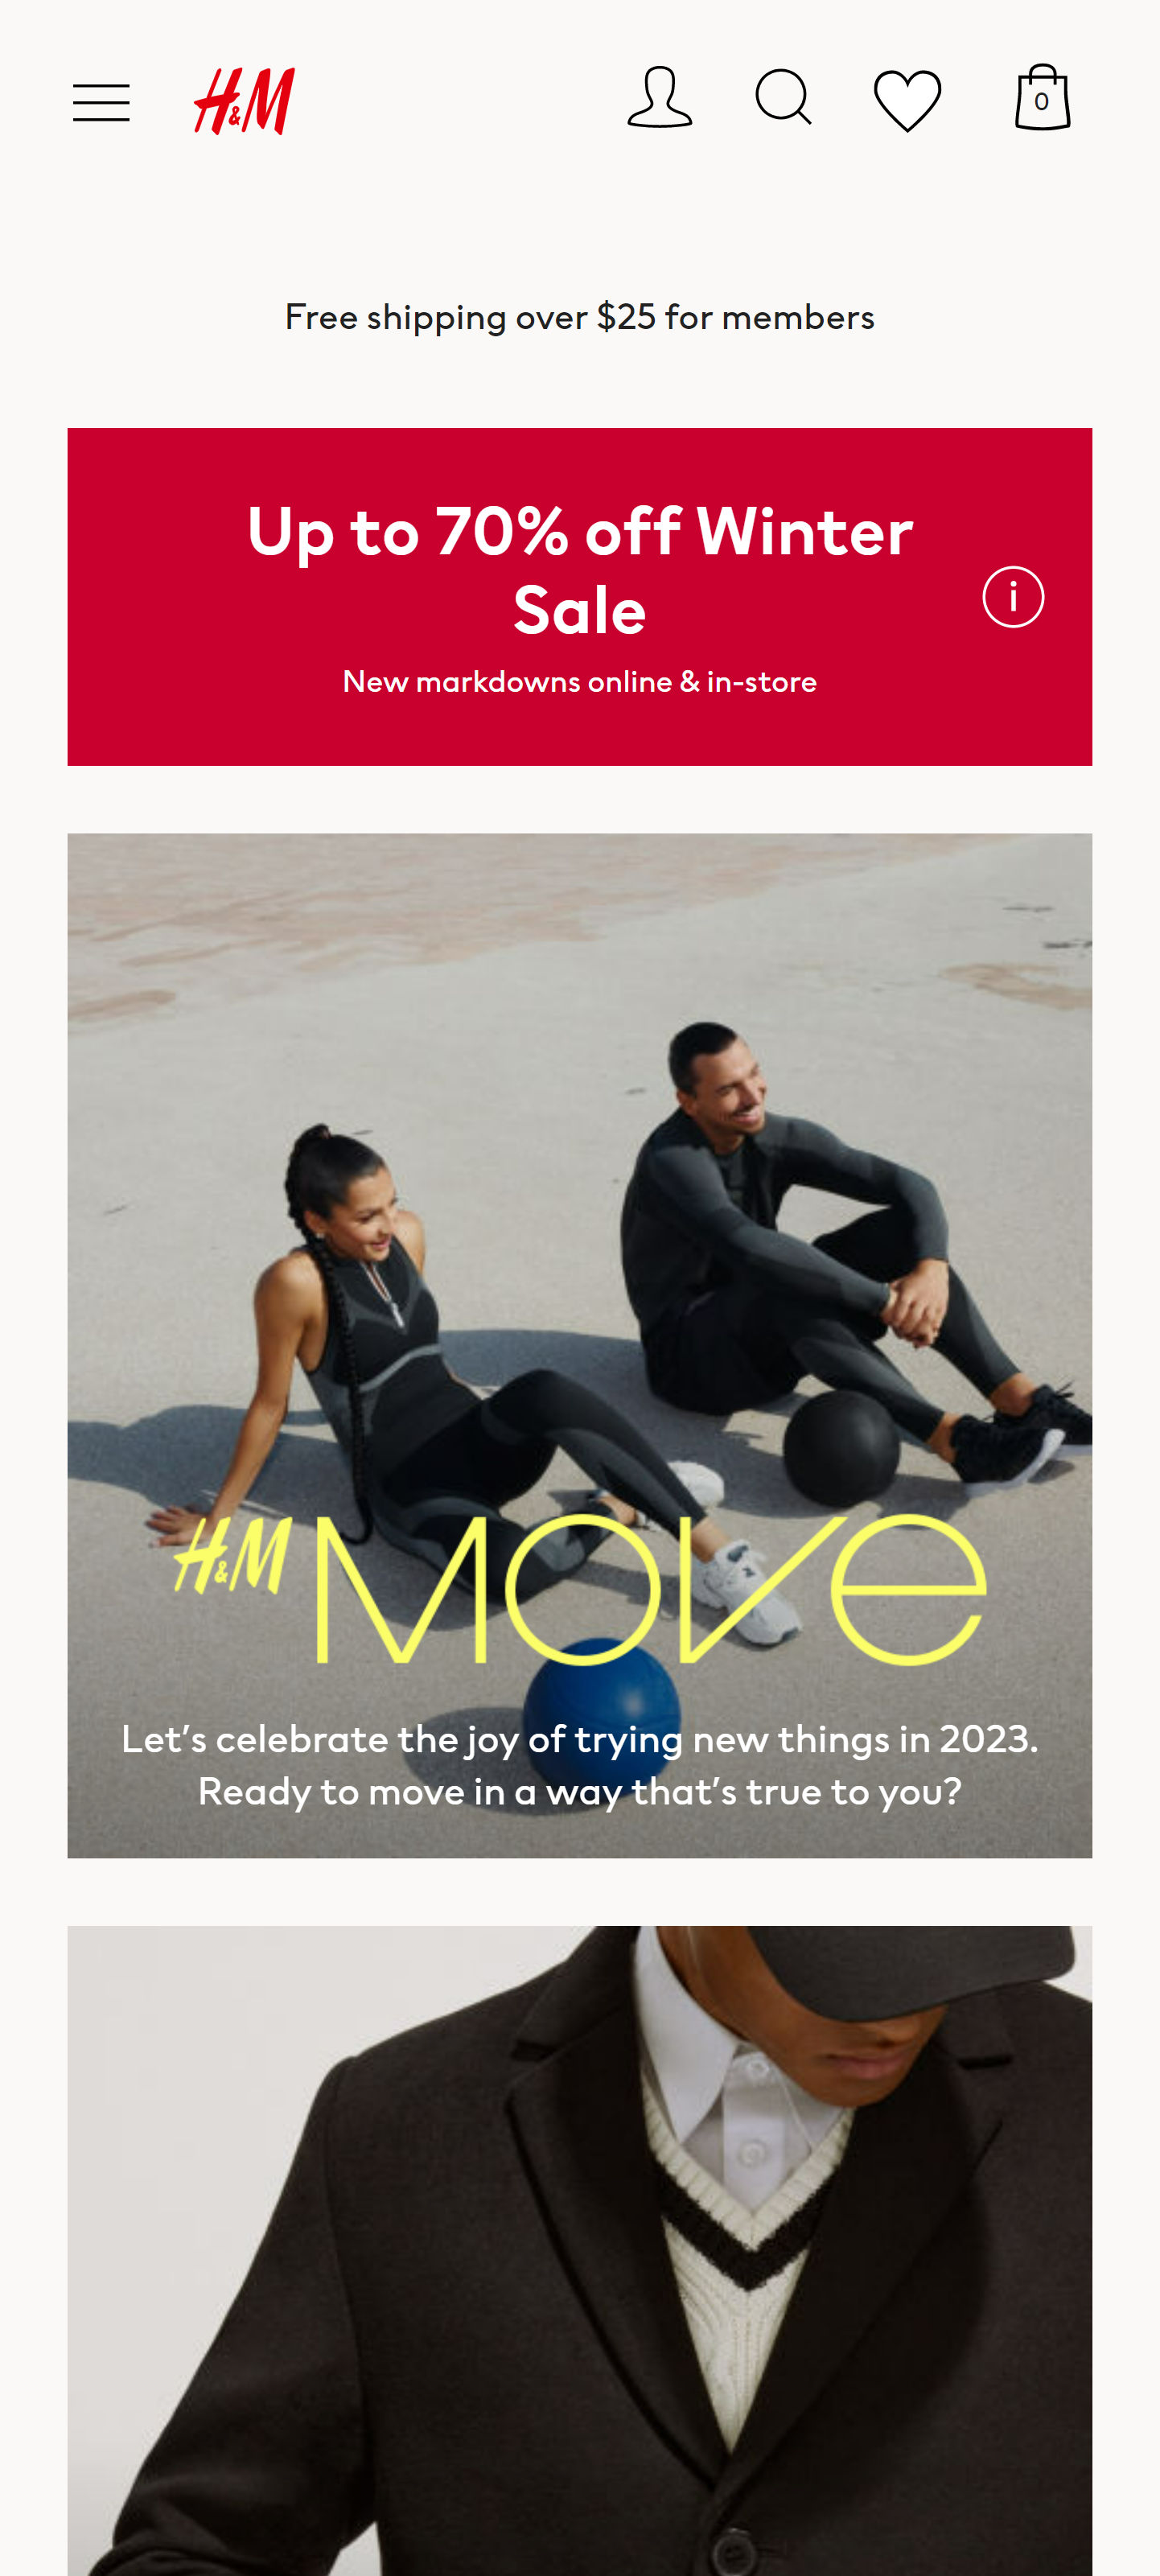 H&M
0
Free shipping over $25 for members
Up to 70% off Winter
Sale
New markdowns online & in-store
i
H&M Move
Let’s celebrate the joy of trying new things in 2023.
Ready to move in a way that’s true to you?